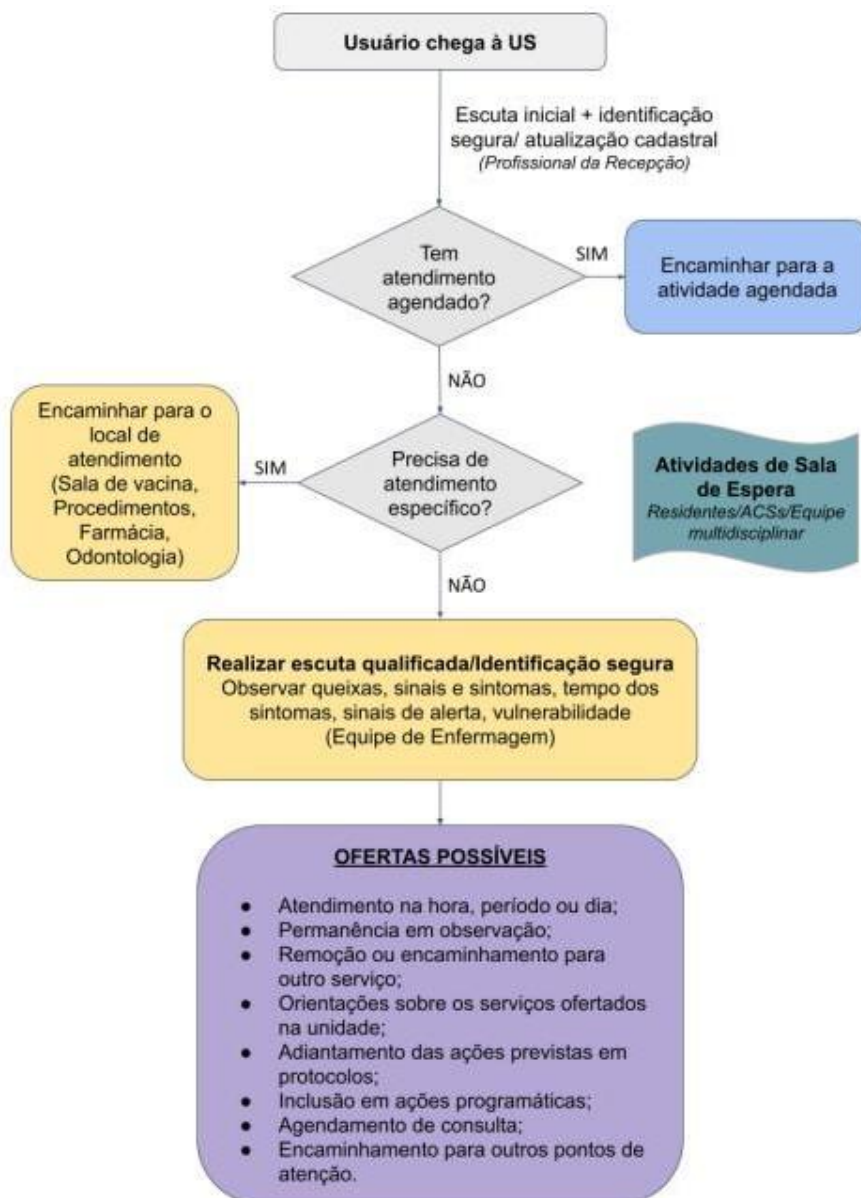 Usuário chega à US
Escuta inicial + identificação
segura/ atualização cadastral
(Profissional da Recepção)
Tem
atendimento
agendado?
SIM
Encaminhar para a
atividade agendada
NÃO
Encaminhar para o
local de
atendimento
(Sala de vacina,
Procedimentos,
Farmácia,
Odontologia)
SIM
Precisa de
atendimento
específico?
Atividades de Sala
de Espera
Residentes/ACSs/Equipe
multidisciplinar
NÃO
Realizar escuta qualificada/Identificação segura
Observar queixas, sinais e sintomas, tempo dos
sintomas, sinais de alerta, vulnerabilidade
(Equipe de Enfermagem)
OFERTAS POSSÍVEIS
● Atendimento na hora, período ou dia;
● Permanência em observação;
● Remoção ou encaminhamento para
outro serviço;
● Orientações sobre os serviços ofertados
na unidade;
● Adiantamento das ações previstas em
protocolos;
● Inclusão em ações programáticas;
● Agendamento de consulta;
● Encaminhamento para outros pontos de
atenção.